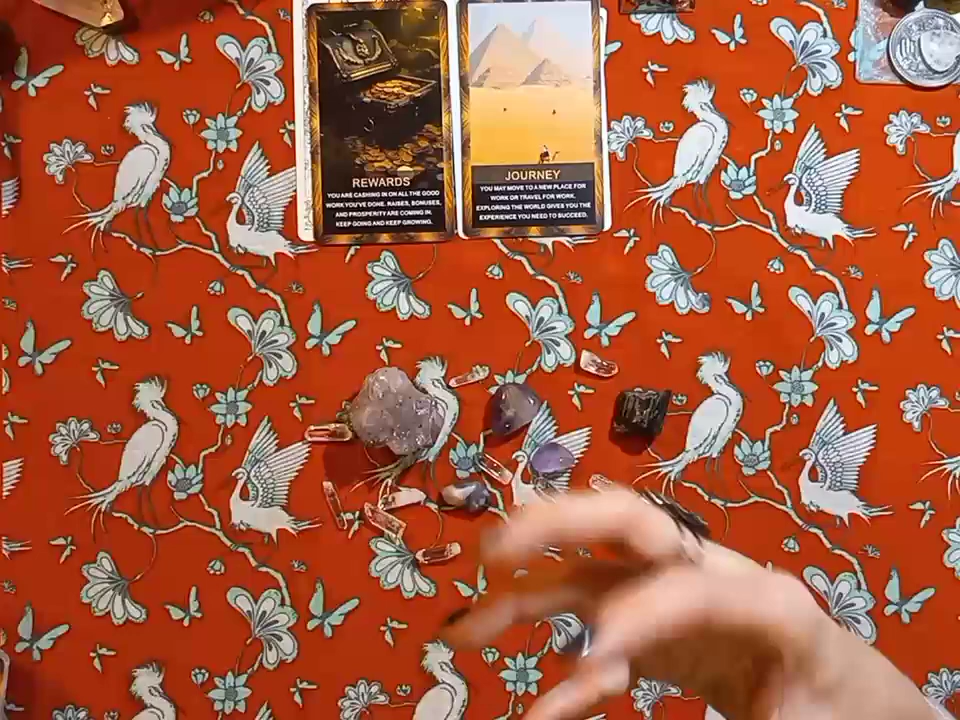 REWARDS
YOU ARE CASHING IN ON ALL THE GOOD
WORK YOU'VE DONE. RAISES, BONUSES,
AND PROSPERITY ARE COMING IN.
KEEP GOING AND KEEP GROWING.
JOURNEY
YOU MAY MOVE TO A NEW PLACE FOR
WORK OR TRAVEL FOR WORK.
EXPLORING THE WORLD GIVES YOU THE
EXPERIENCE YOU NEED TO SUCCEED.